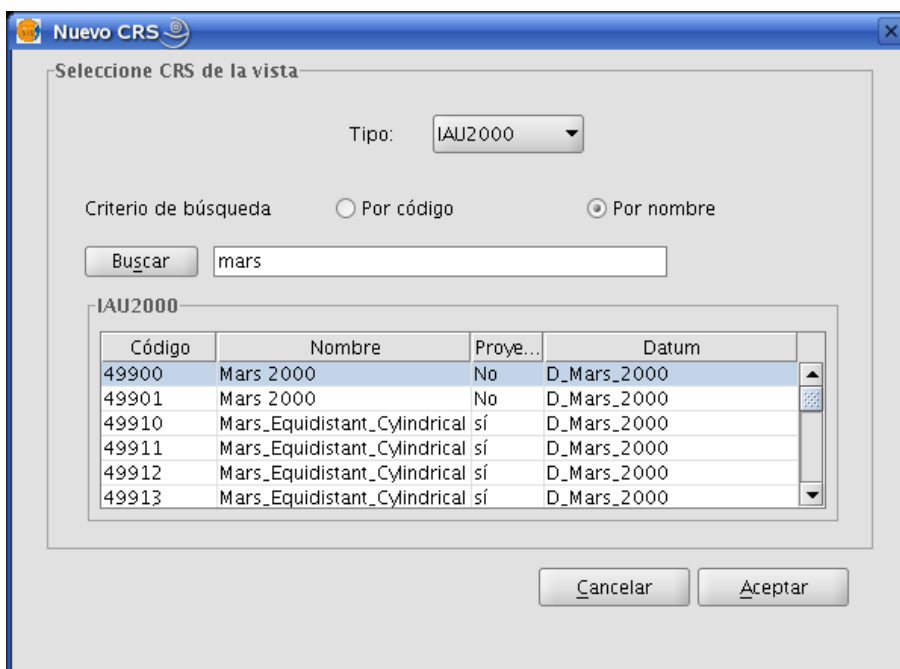 Nuevo CRS
Seleccione CRS de la vista
Tipo: IAU2000
Criterio de búsqueda Por código Por nombre
Buscar mars
IAU2000
Código Nombre Proye... Datum
49900 Mars 2000 No D_Mars_2000
49901 Mars 2000 No D_Mars_2000
49910 Mars_Equidistant_Cylindrical sí D_Mars_2000
49911 Mars_Equidistant_Cylindrical sí D_Mars_2000
49912 Mars_Equidistant_Cylindrical sí D_Mars_2000
49913 Mars_Equidistant_Cylindrical sí D_Mars_2000
Cancelar Aceptar